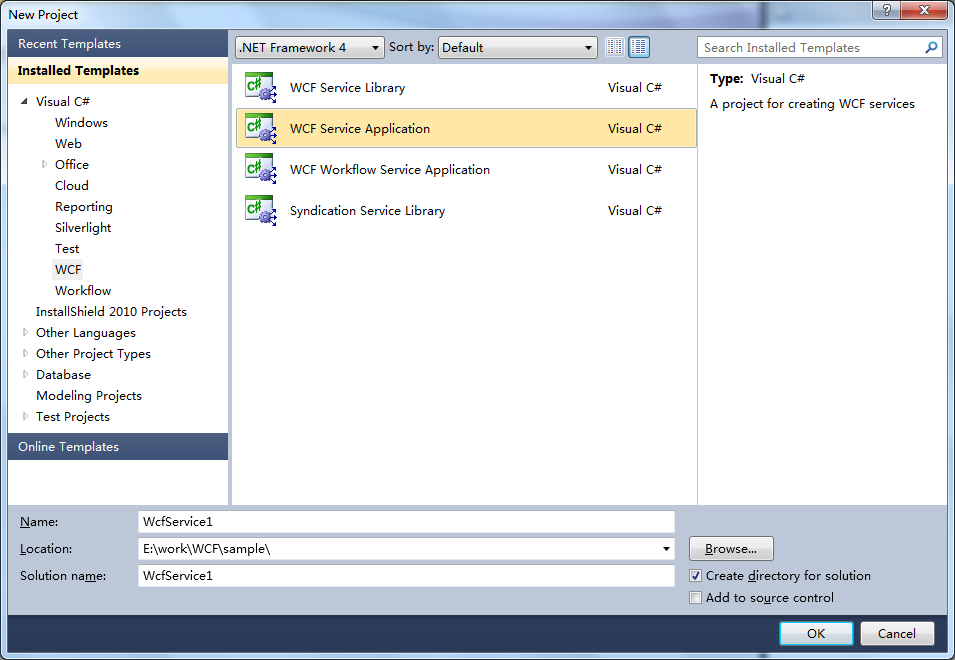 New Project
Recent Templates
Installed Templates
Visual C#
Windows
Web
Office
Cloud
Reporting
Silverlight
Test
WCF
Workflow
InstallShield 2010 Projects
Other Languages
Other Project Types
Database
Modeling Projects
Test Projects
Online Templates
.NET Framework 4 Sort by: Default
WCF Service Library Visual C#
WCF Service Application Visual C#
WCF Workflow Service Application Visual C#
Syndication Service Library Visual C#
Search Installed Templates
Type: Visual C#
A project for creating WCF services
Name: WcfService1
Location: E:\work\WCF\sample\ Browse...
Solution name: WcfService1
Create directory for solution
Add to source control
OK Cancel